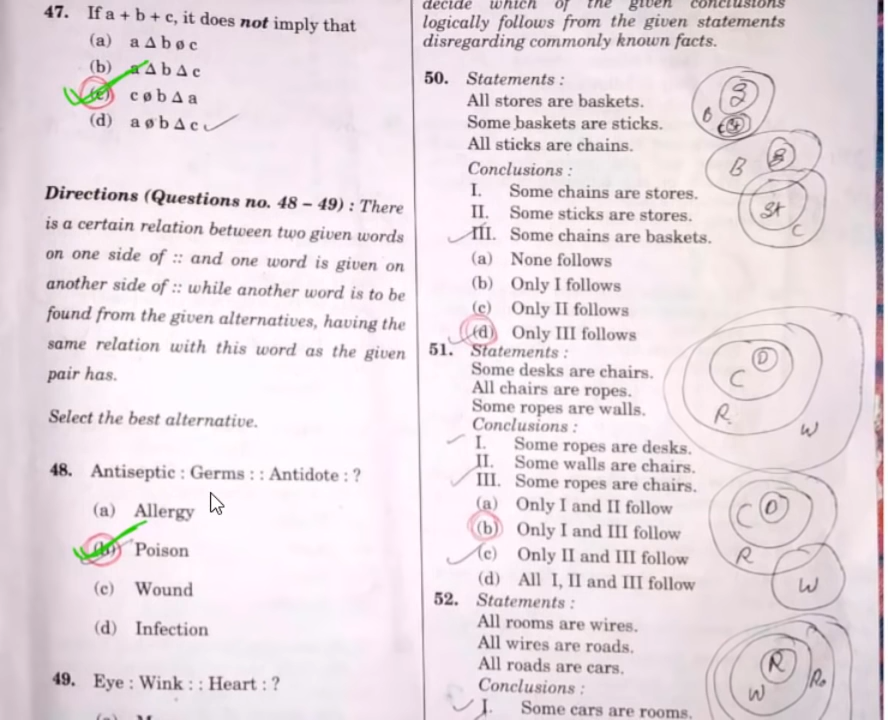 47. If a + b + c, it does not imply that
(a) a Δ b ø c
(b) a Δ b Δ c
(c) c ø b Δ a
(d) a ø b Δ c
Directions (Questions no. 48 – 49) : There
is a certain relation between two given words
on one side of :: and one word is given on
another side of :: while another word is to be
found from the given alternatives, having the
same relation with this word as the given
pair has.
Select the best alternative.
48. Antiseptic : Germs : : Antidote : ?
(a) Allergy
(b) Poison
(c) Wound
(d) Infection
49. Eye : Wink : : Heart : ?
decide which of the given conclusions
logically follows from the given statements
disregarding commonly known facts.
50. Statements :
All stores are baskets.
Some baskets are sticks.
All sticks are chains.
Conclusions :
I. Some chains are stores.
II. Some sticks are stores.
III. Some chains are baskets.
(a) None follows
(b) Only I follows
(c) Only II follows
(d) Only III follows
B
B
St
C
51. Statements :
Some desks are chairs.
All chairs are ropes.
Some ropes are walls.
Conclusions :
I. Some ropes are desks.
II. Some walls are chairs.
III. Some ropes are chairs.
(a) Only I and II follow
(b) Only I and III follow
(c) Only II and III follow
(d) All I, II and III follow
D
C
R
W
C D
R
W
52. Statements :
All rooms are wires.
All wires are roads.
All roads are cars.
Conclusions :
I. Some cars are rooms.
R
W
Ro